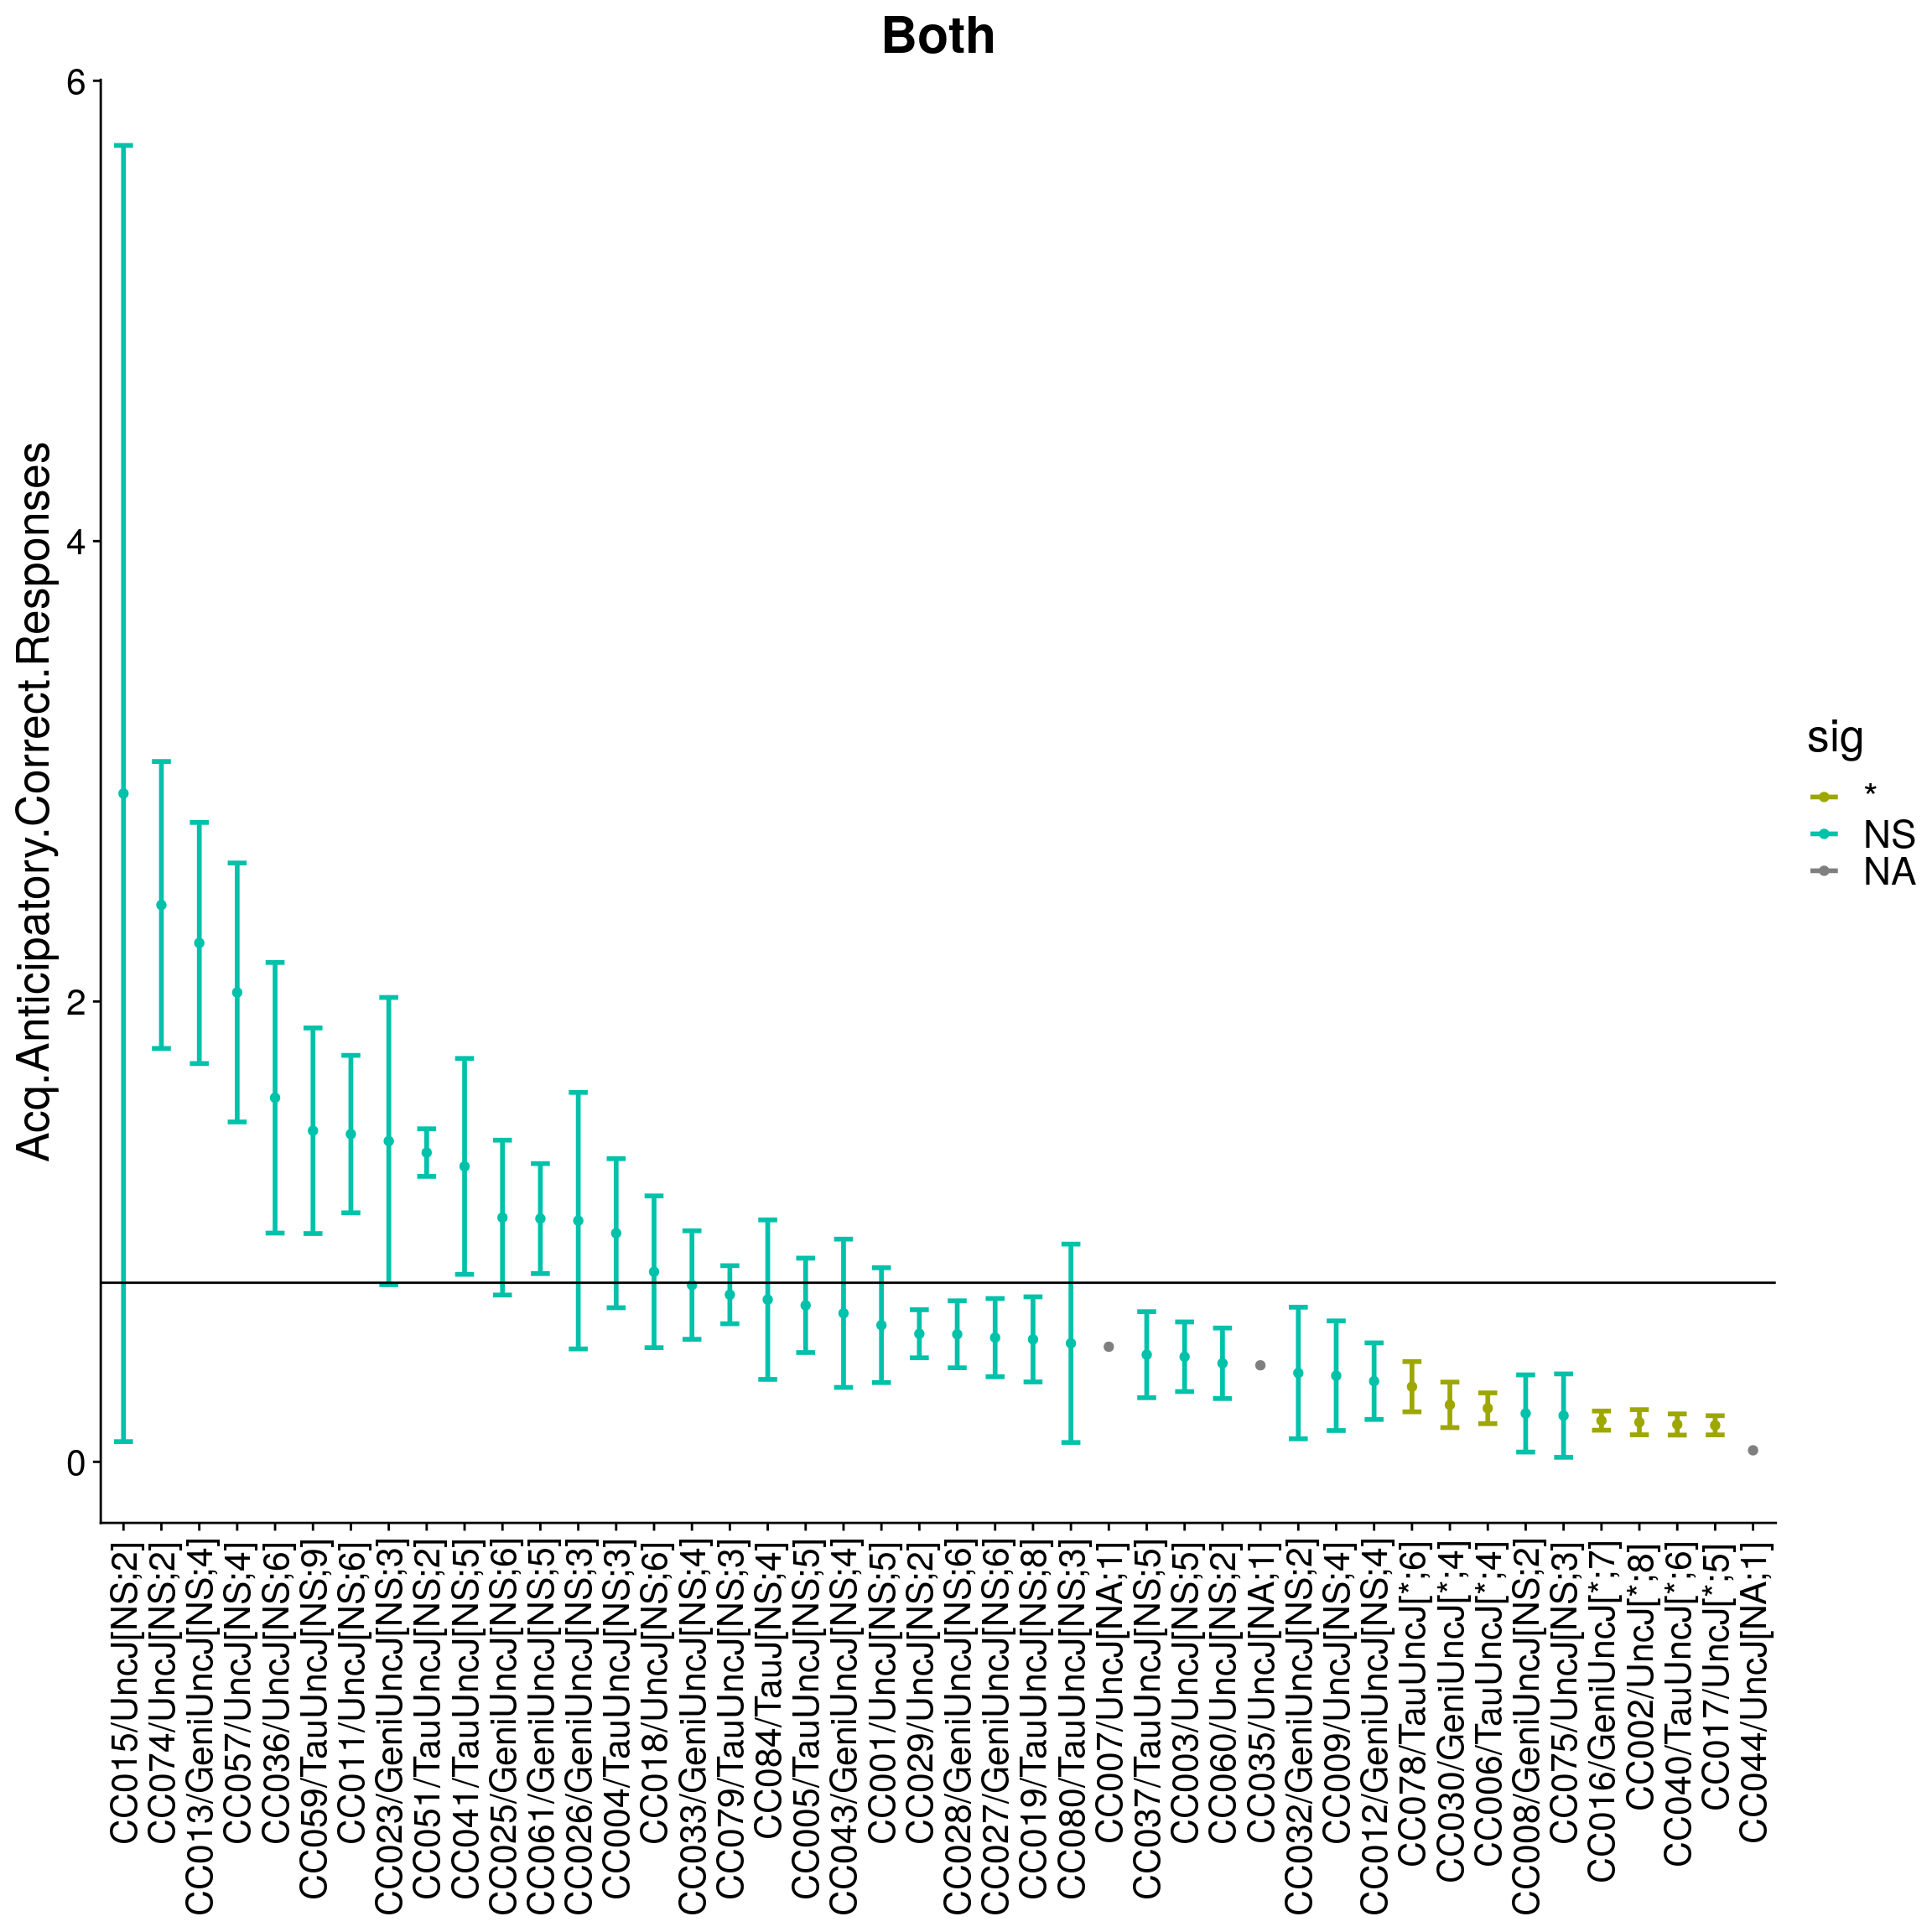 Both
Acq.Anticipatory.Correct.Responses
6
4
2
0
CC015/UncJ[NS;2]
CC074/UncJ[NS;2]
CC013/GeniUncJ[NS;4]
CC057/UncJ[NS;4]
CC036/UncJ[NS;6]
CC059/TauUncJ[NS;9]
CC011/UncJ[NS;6]
CC023/GeniUncJ[NS;3]
CC051/TauUncJ[NS;2]
CC041/TauUncJ[NS;5]
CC025/GeniUncJ[NS;6]
CC061/GeniUncJ[NS;5]
CC026/GeniUncJ[NS;3]
CC004/TauUncJ[NS;3]
CC018/UncJ[NS;6]
CC033/GeniUncJ[NS;4]
CC079/TauUncJ[NS;3]
CC084/TauJ[NS;4]
CC005/TauUncJ[NS;5]
CC043/GeniUncJ[NS;4]
CC001/UncJ[NS;5]
CC029/UncJ[NS;2]
CC028/GeniUncJ[NS;6]
CC027/GeniUncJ[NS;6]
CC019/TauUncJ[NS;8]
CC080/TauUncJ[NS;3]
CC007/UncJ[NA;1]
CC037/TauUncJ[NS;5]
CC003/UncJ[NS;5]
CC060/UncJ[NS;2]
CC035/UncJ[NA;1]
CC032/GeniUncJ[NS;2]
CC009/UncJ[NS;4]
CC012/GeniUncJ[NS;4]
CC078/TauUncJ[*;6]
CC030/GeniUncJ[*;4]
CC006/TauUncJ[*;4]
CC008/GeniUncJ[NS;2]
CC075/UncJ[NS;3]
CC016/GeniUncJ[*;7]
CC002/UncJ[*;8]
CC040/TauUncJ[*;6]
CC017/UncJ[*;5]
CC044/UncJ[NA;1]
sig
*
NS
NA